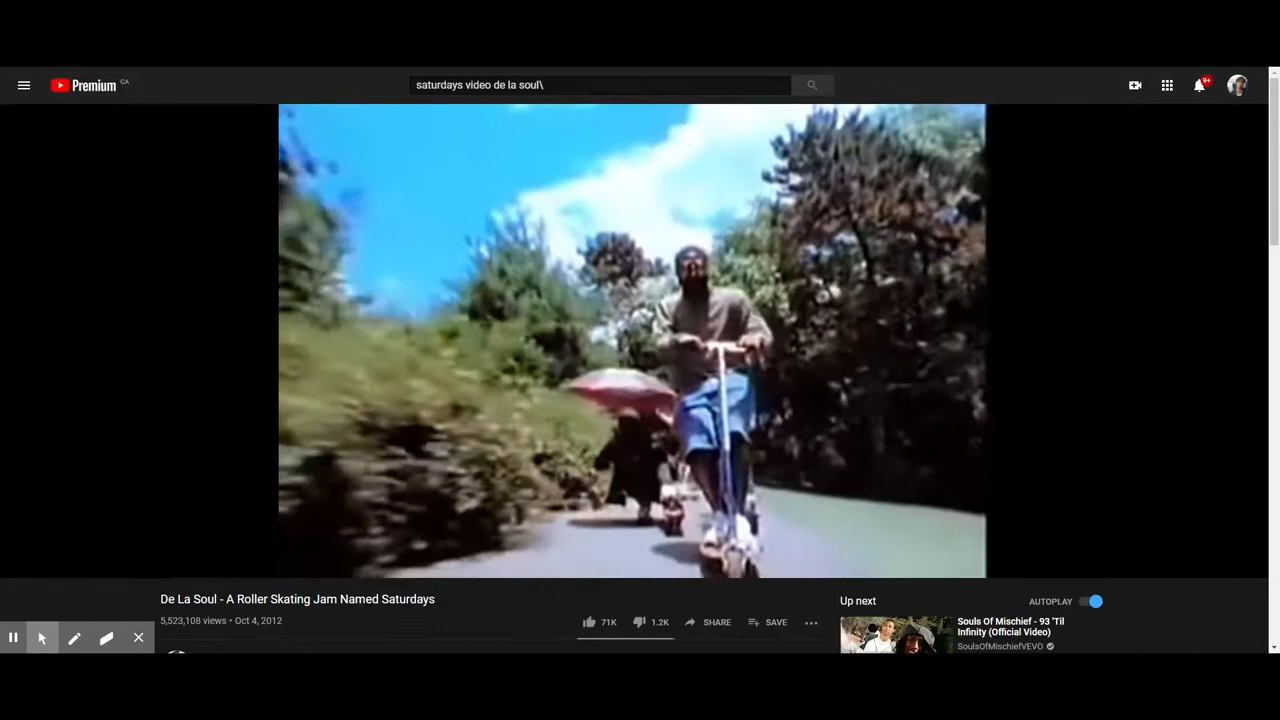 Premium CA
saturdays video de la soul\
9+
De La Soul - A Roller Skating Jam Named Saturdays
5,523,108 views • Oct 4, 2012
71K
1.2K
SHARE
SAVE
Up next
AUTOPLAY
Souls Of Mischief - 93 'Til
Infinity (Official Video)
SoulsOfMischiefVEVO